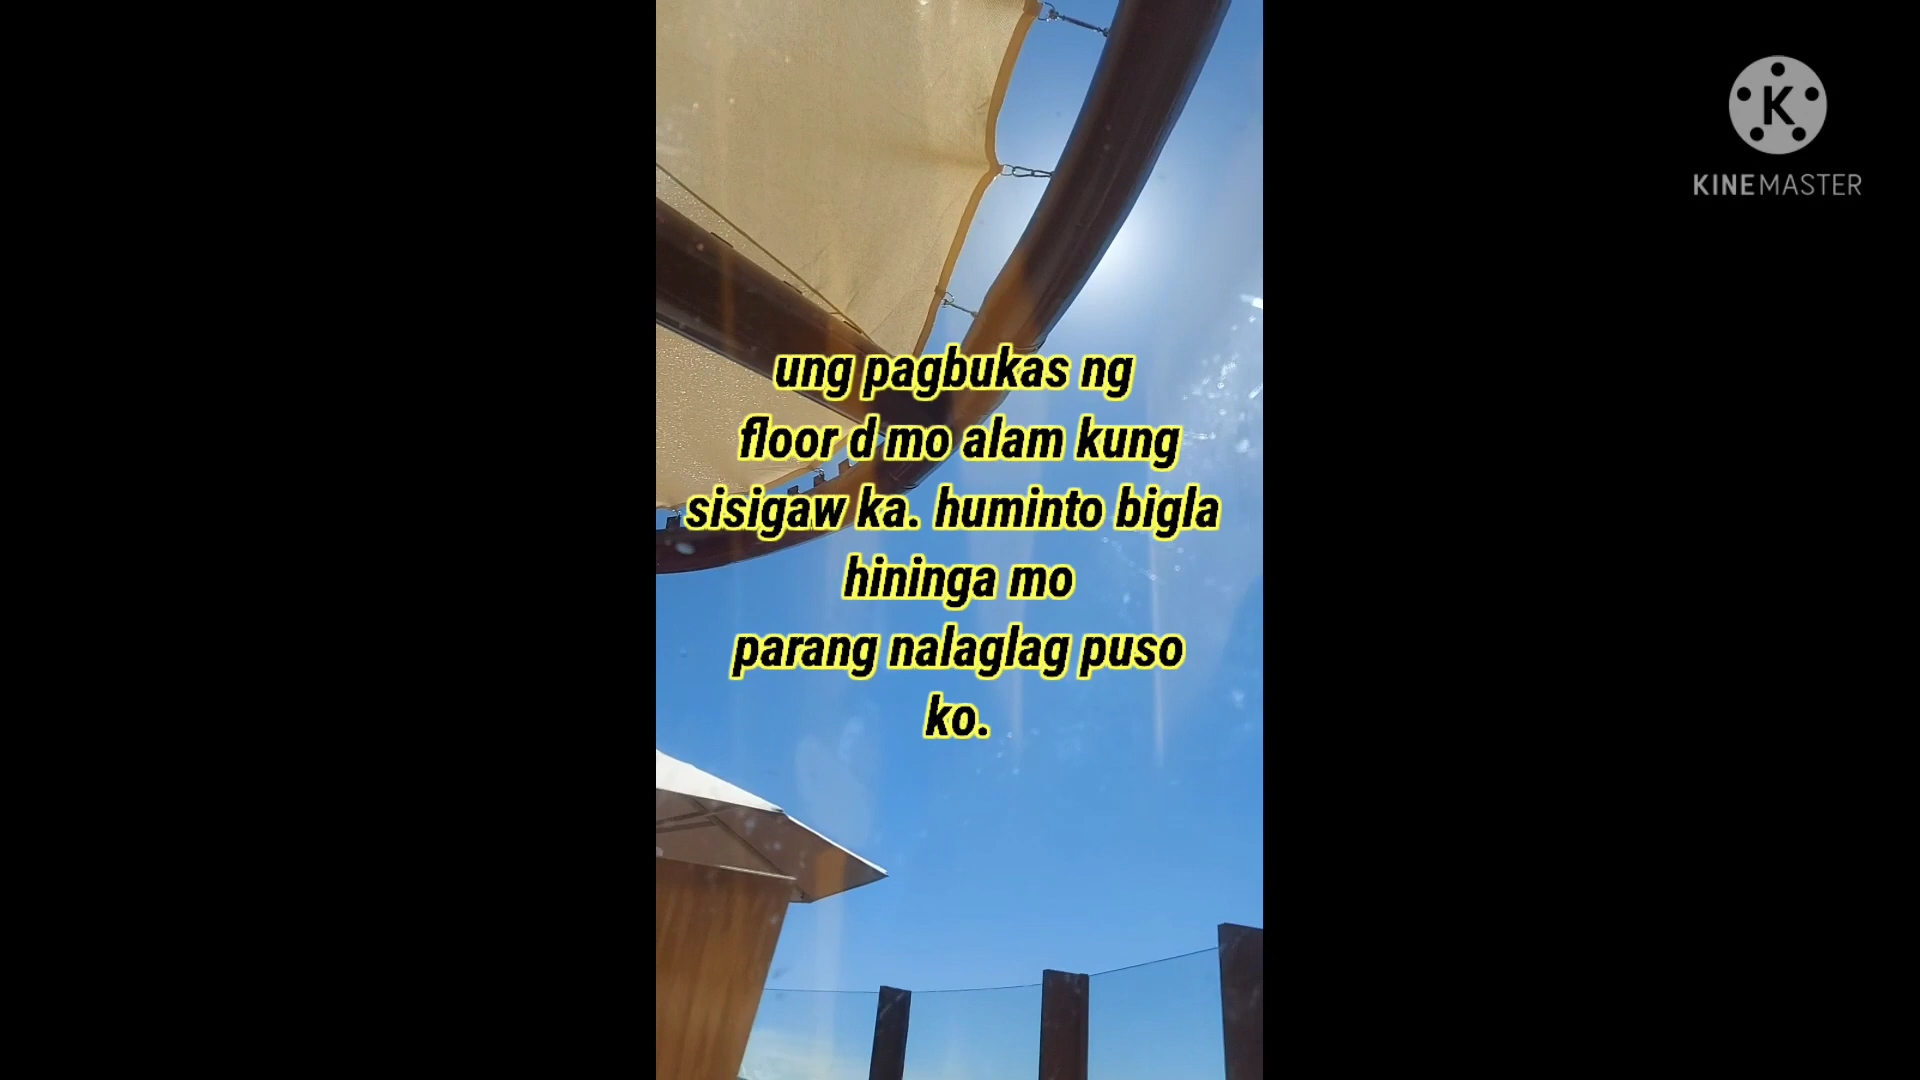 KINEMASTER
ung pagbukas ng
floor d mo alam kung
sisigaw ka. huminto bigla
hininga mo
parang nalaglag puso
ko.